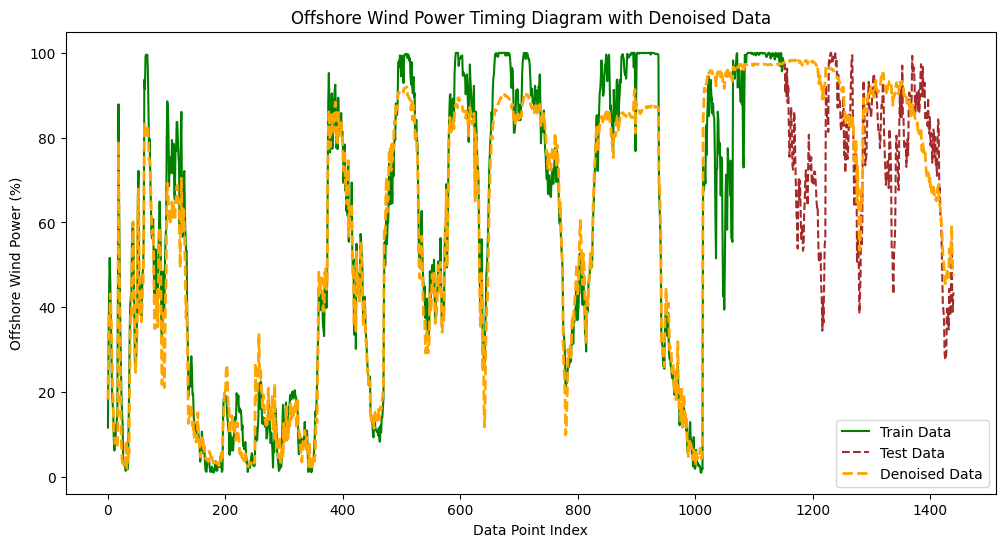 Offshore Wind Power Timing Diagram with Denoised Data
Offshore Wind Power (%)
100
80
60
40
20
0
0 200 400 600 800 1000 1200 1400
Data Point Index
Train Data
Test Data
Denoised Data